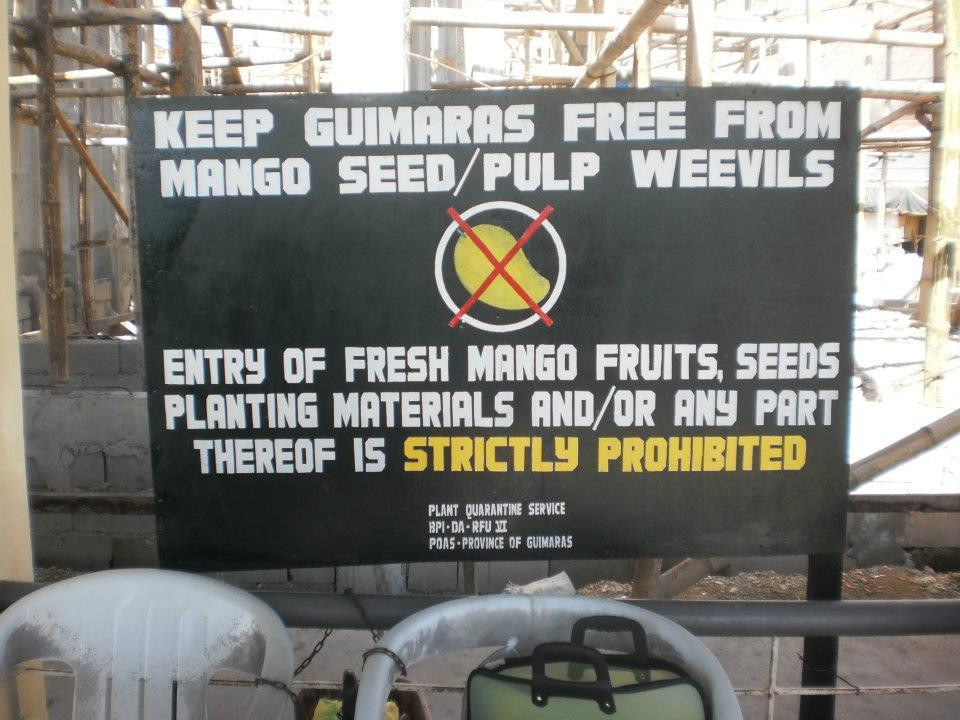 KEEP GUIMARAS FREE FROM
MANGO SEED/PULP WEEVILS
ENTRY OF FRESH MANGO FRUITS, SEEDS
PLANTING MATERIALS AND/OR ANY PART
THEREOF IS STRICTLY PROHIBITED
PLANT QUARANTINE SERVICE
BPI-DA-RFU VI
POAS-PROVINCE OF GUIMARAS